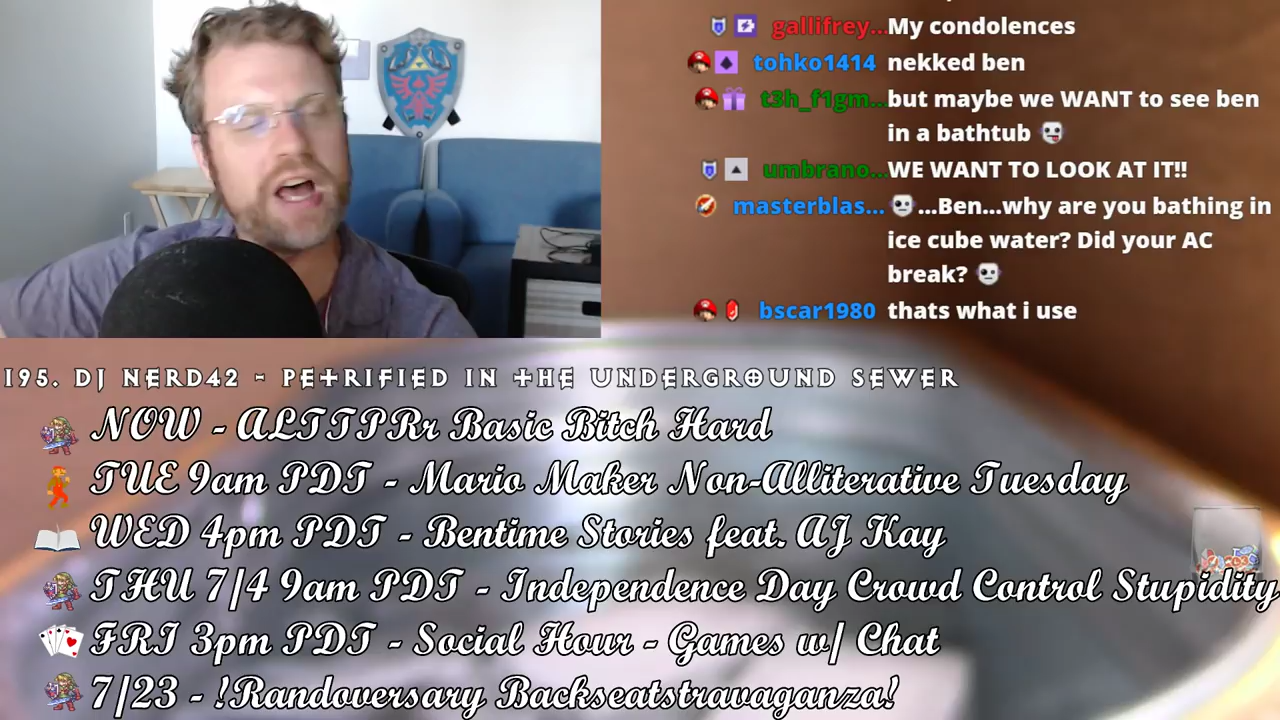 gallifrey... My condolences
tohko1414 nekked ben
t3h_f1gm... but maybe we WANT to see ben
in a bathtub
umbrano... WE WANT TO LOOK AT IT!!
masterblas... ...Ben...why are you bathing in
ice cube water? Did your AC
break?
bscar1980 thats what i use
195. DJ NERD42 - PETRIFIED IN THE UNDERGROUND SEWER
NOW - ALTTPRr Basic Bitch Hard
TUE 9am PDT - Mario Maker Non-Alliterative Tuesday
WED 4pm PDT - Bentime Stories feat. AJ Kay
THU 7/4 9am PDT - Independence Day Crowd Control Stupidity
FRI 3pm PDT - Social Hour - Games w/ Chat
7/23 - !Randoversary Backseatstravaganza!